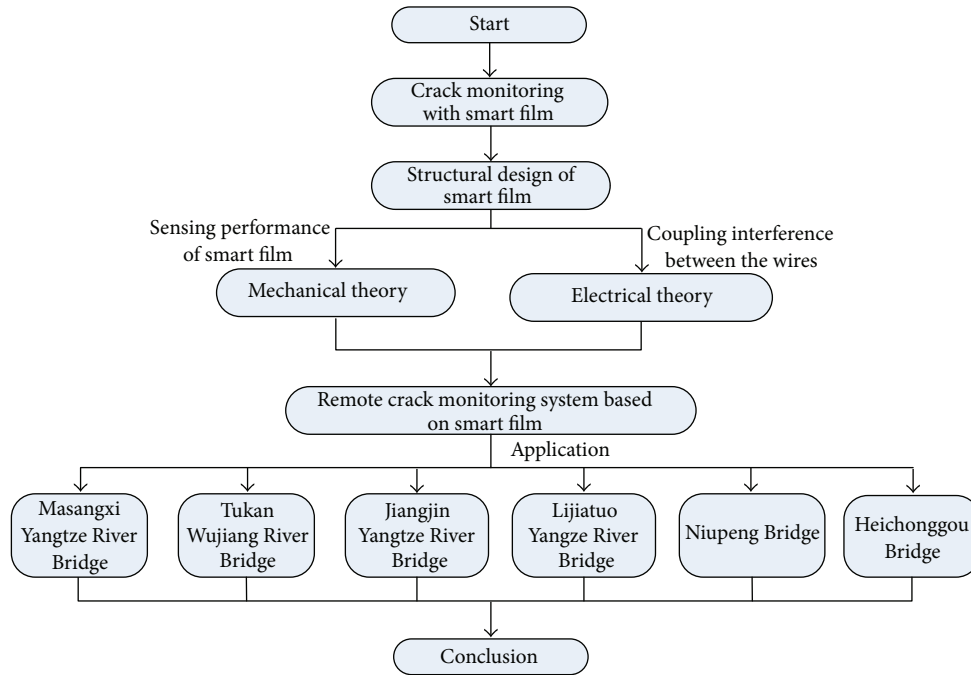 Start
Crack monitoring
with smart film
Structural design of
smart film
Sensing performance
of smart film
Coupling interference
between the wires
Mechanical theory
Electrical theory
Remote crack monitoring system based
on smart film
Application
Masangxi
Yangtze River
Bridge
Tukan
Wujiang River
Bridge
Jiangjin
Yangtze River
Bridge
Lijiatuo
Yangze River
Bridge
Niupeng Bridge
Heichonggou
Bridge
Conclusion